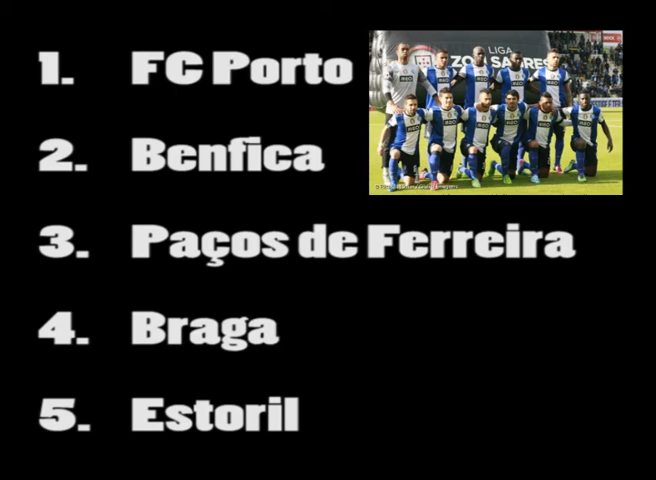 1. FC Porto
2. Benfica
3. Paços de Ferreira
4. Braga
5. Estoril
LIGA
ZON SAGRES